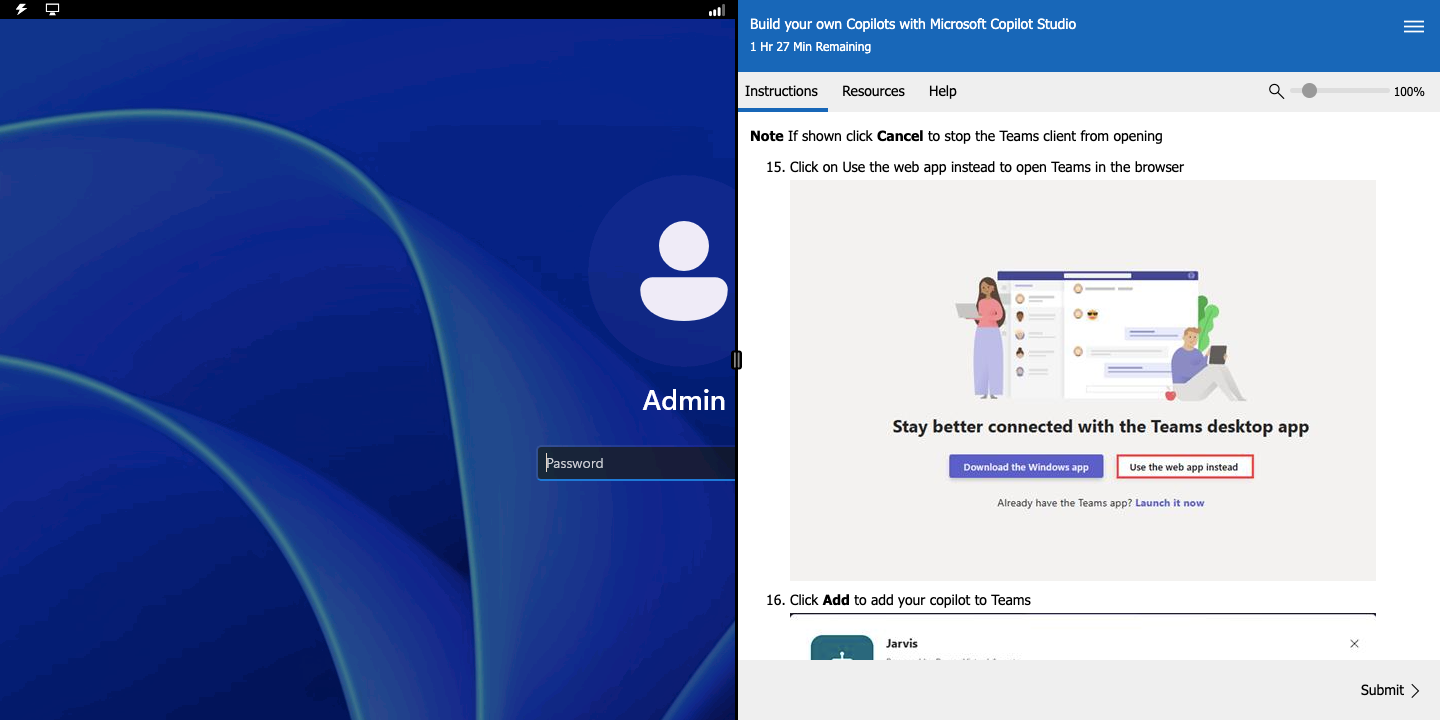 Admin
Password
Build your own Copilots with Microsoft Copilot Studio
1 Hr 27 Min Remaining
Instructions
Resources
Help
100%
Note If shown click Cancel to stop the Teams client from opening
15. Click on Use the web app instead to open Teams in the browser
Stay better connected with the Teams desktop app
Download the Windows app
Use the web app instead
Already have the Teams app? Launch it now
16. Click Add to add your copilot to Teams
Jarvis
Submit